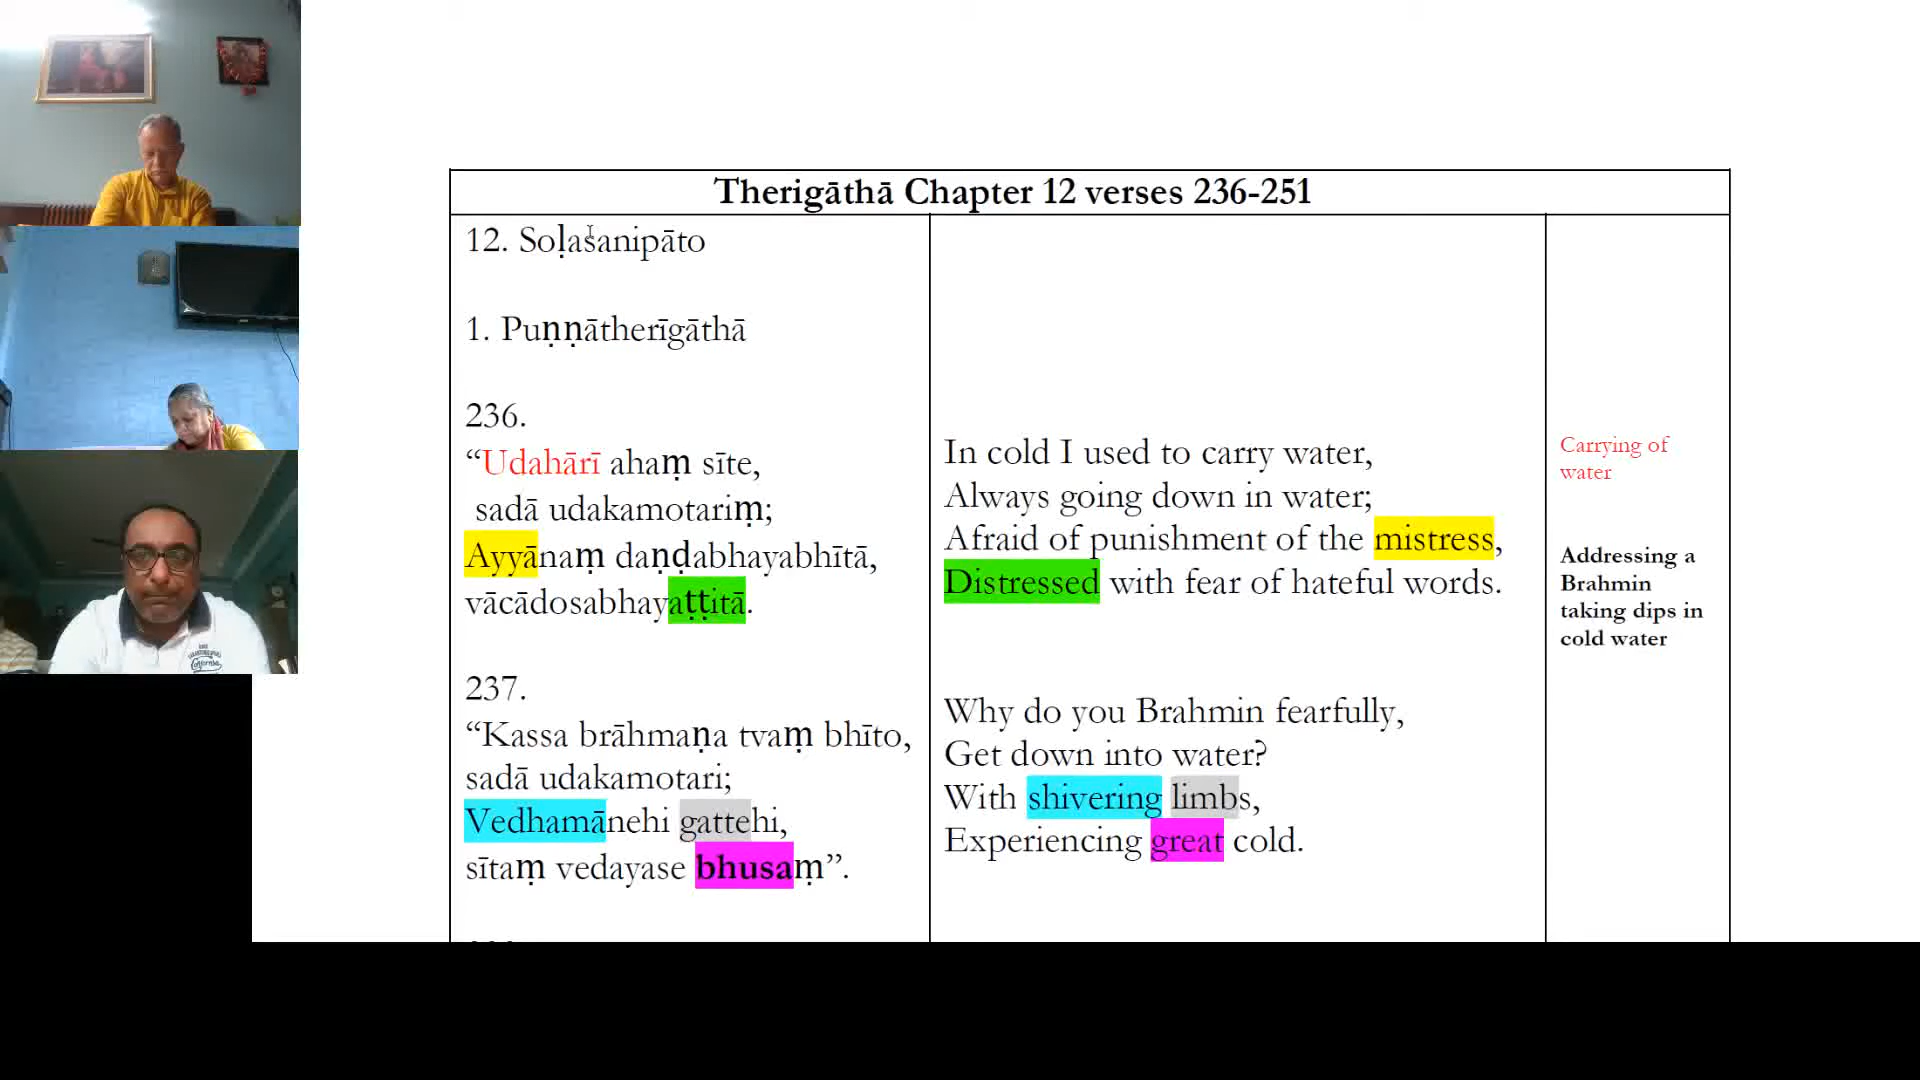 Therigāthā Chapter 12 verses 236-251
12. Soḷasanipāto
1. Puṇṇātherīgāthā
236.
“Udahārī ahaṃ sīte,
sadā udakamotariṃ;
Ayyānaṃ daṇḍabhayabhītā,
vācādosabhayaṭṭitā.
237.
“Kassa brāhmaṇa tvaṃ bhīto,
sadā udakamotari;
Vedhamānehi gattehi,
sītaṃ vedayase bhusaṃ”.
In cold I used to carry water,
Always going down in water;
Afraid of punishment of the mistress,
Distressed with fear of hateful words.
Why do you Brahmin fearfully,
Get down into water?
With shivering limbs,
Experiencing great cold.
Carrying of
water
Addressing a
Brahmin
taking dips in
cold water
California